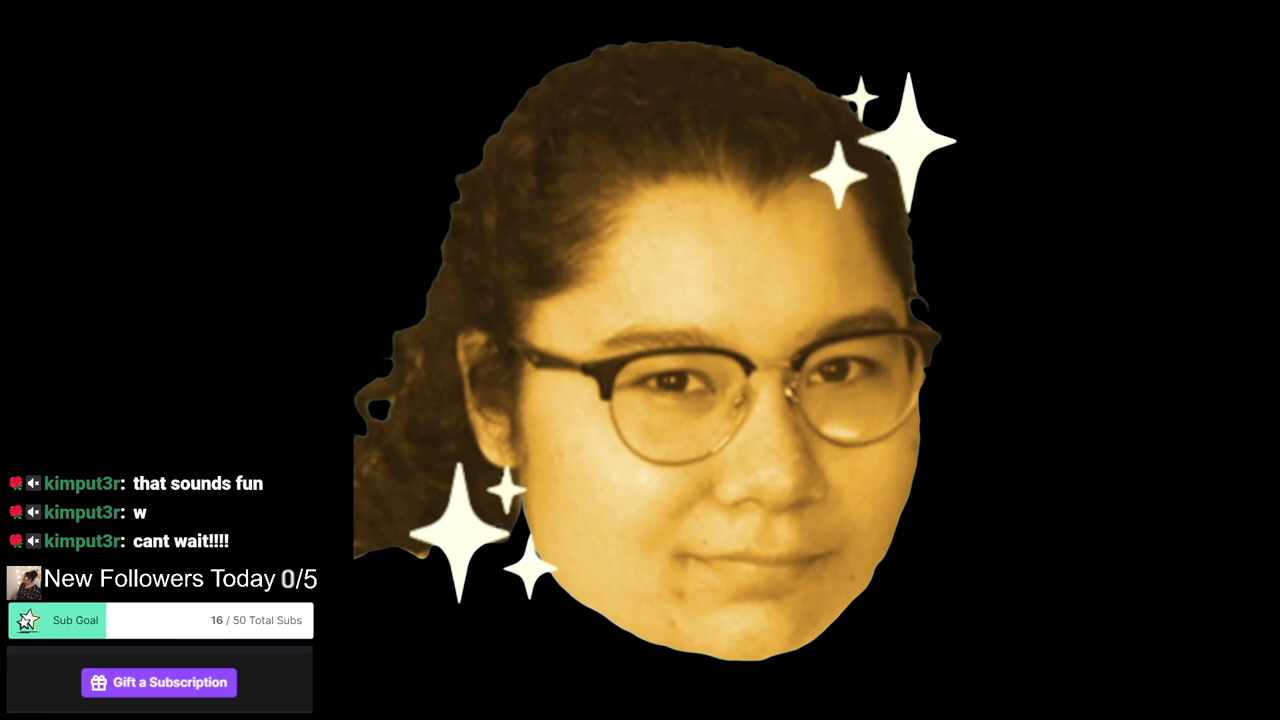 kimput3r: that sounds fun
kimput3r: w
kimput3r: cant wait!!!!
New Followers Today 0/5
Sub Goal 16 / 50 Total Subs
Gift a Subscription